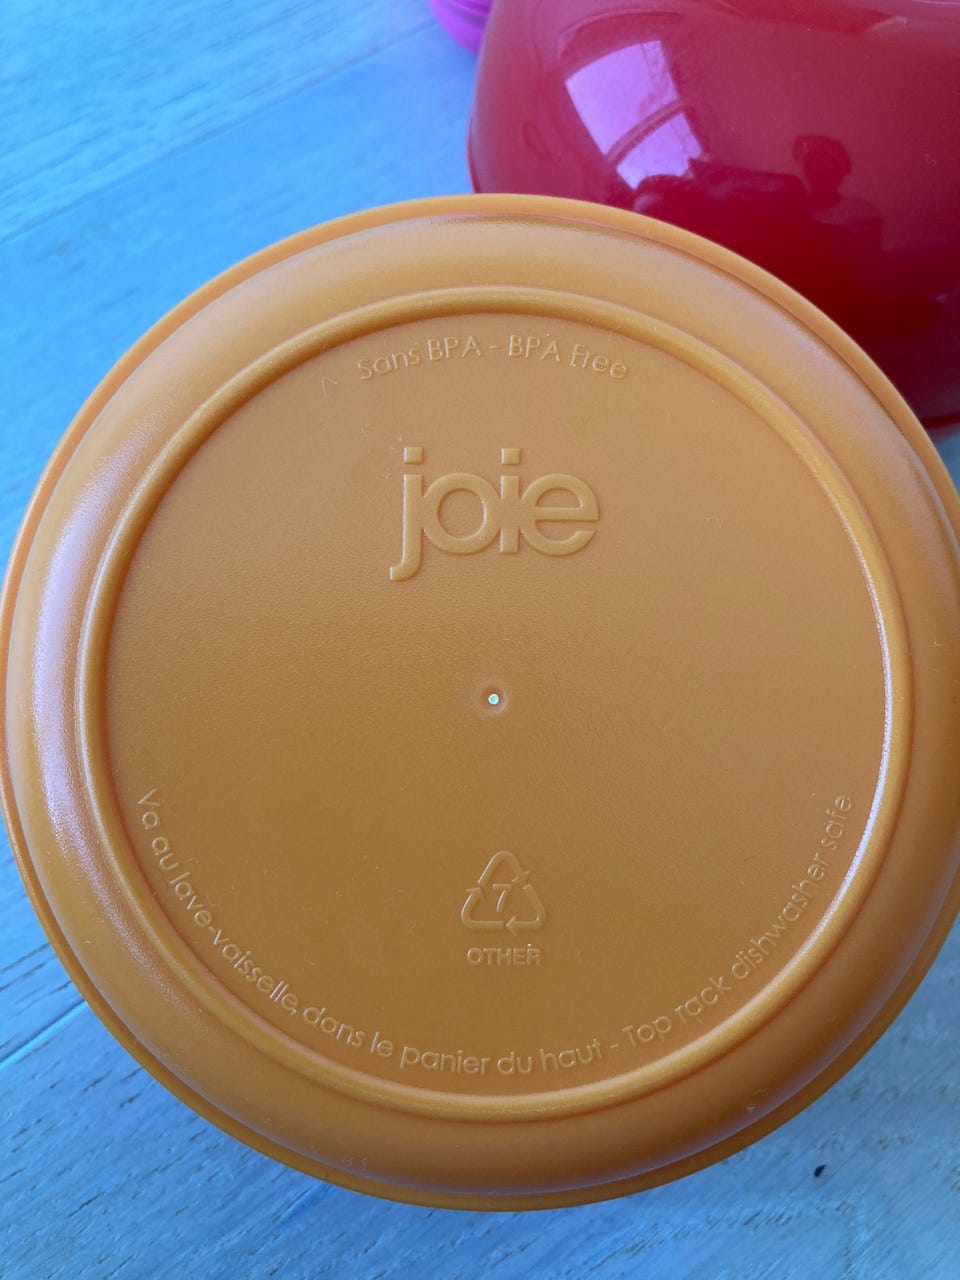 Sans BPA - BPA Free
joie
7
OTHER
Va au lave-vaisselle, dans le panier du haut - Top rack dishwasher safe